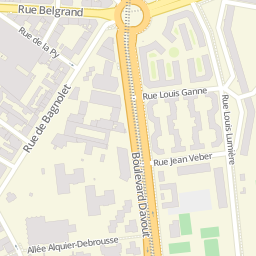 Rue Belgrand
Rue de la Py
Rue Louis Ganne
Rue de Bagnolet
Rue Louis Lumière
Boulevard Davout
Rue Jean Veber
Allée Alquier-Debrousse